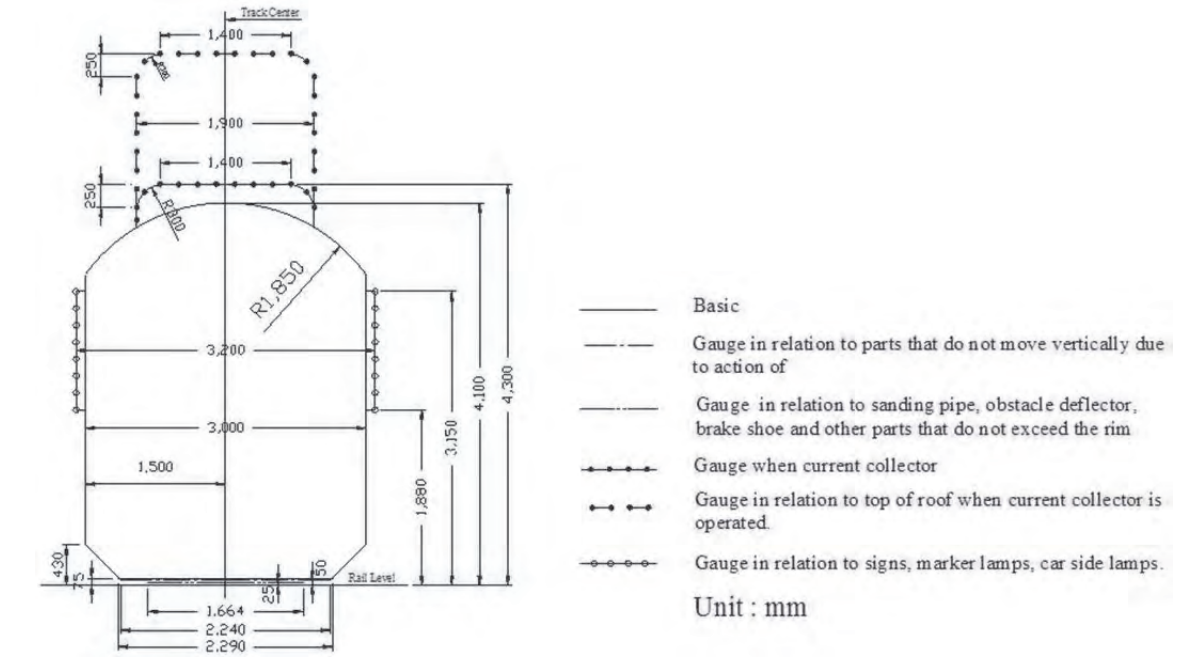 Track Center
1,400
250
R300
1,900
1,400
250
R300
R1,850
3,200
3,000
1,500
4,300
4,100
3,150
1,880
430
75
25
50
Rail Level
1.664
2.240
2.290
Basic
Gauge in relation to parts that do not move vertically due
to action of
Gauge in relation to sanding pipe, obstacle deflector,
brake shoe and other parts that do not exceed the rim
Gauge when current collector
Gauge in relation to top of roof when current collector is
operated.
Gauge in relation to signs, marker lamps, car side lamps.
Unit : mm